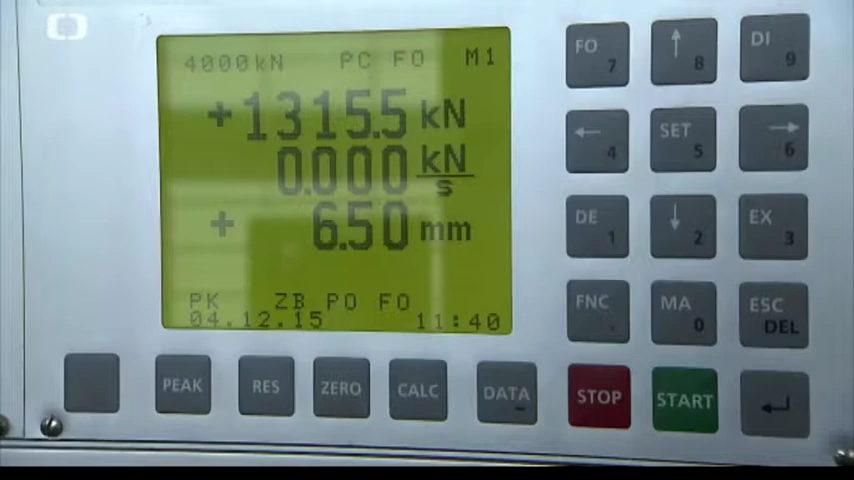 4000kN PC FO M1
+1315.5 kN
0.000 kN/s
+ 6.50 mm
PK ZB PO FO
04.12.15 11:40
FO 7 ↑ 8 DI 9
← 4 SET 5 → 6
DE 1 ↓ 2 EX 3
FNC . MA 0 ESC DEL
PEAK RES ZERO CALC DATA - STOP START ↵